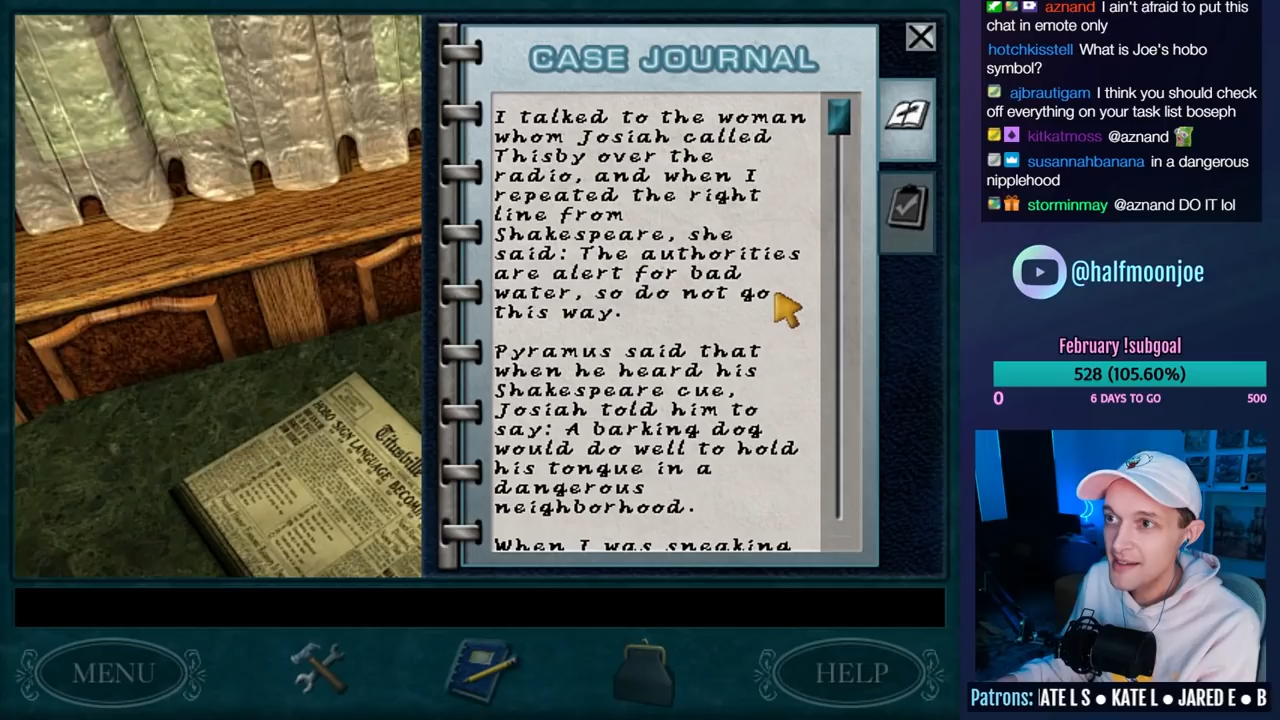 CASE JOURNAL
I talked to the woman
whom Josiah called
Thisby over the
radio, and when I
repeated the right
line from
Shakespeare, she
said: The authorities
are alert for bad
water, so do not go
this way.
Pyramus said that
when he heard his
Shakespeare cue,
Josiah told him to
say: A barking dog
would do well to hold
his tongue in a
dangerous
neighborhood.
When I was sneaking
HOBO SIGN LANGUAGE
MENU
HELP
aznand I ain't afraid to put this
chat in emote only
hotchkisstell What is Joe's hobo
symbol?
ajbrautigam I think you should check
off everything on your task list boseph
kitkatmoss @aznand
susannahbanana in a dangerous
nipplehood
storminmay @aznand DO IT lol
@halfmoonjoe
February !subgoal
528 (105.60%)
0 6 DAYS TO GO 500
Patrons: ATE L S ● KATE L ● JARED E ● B